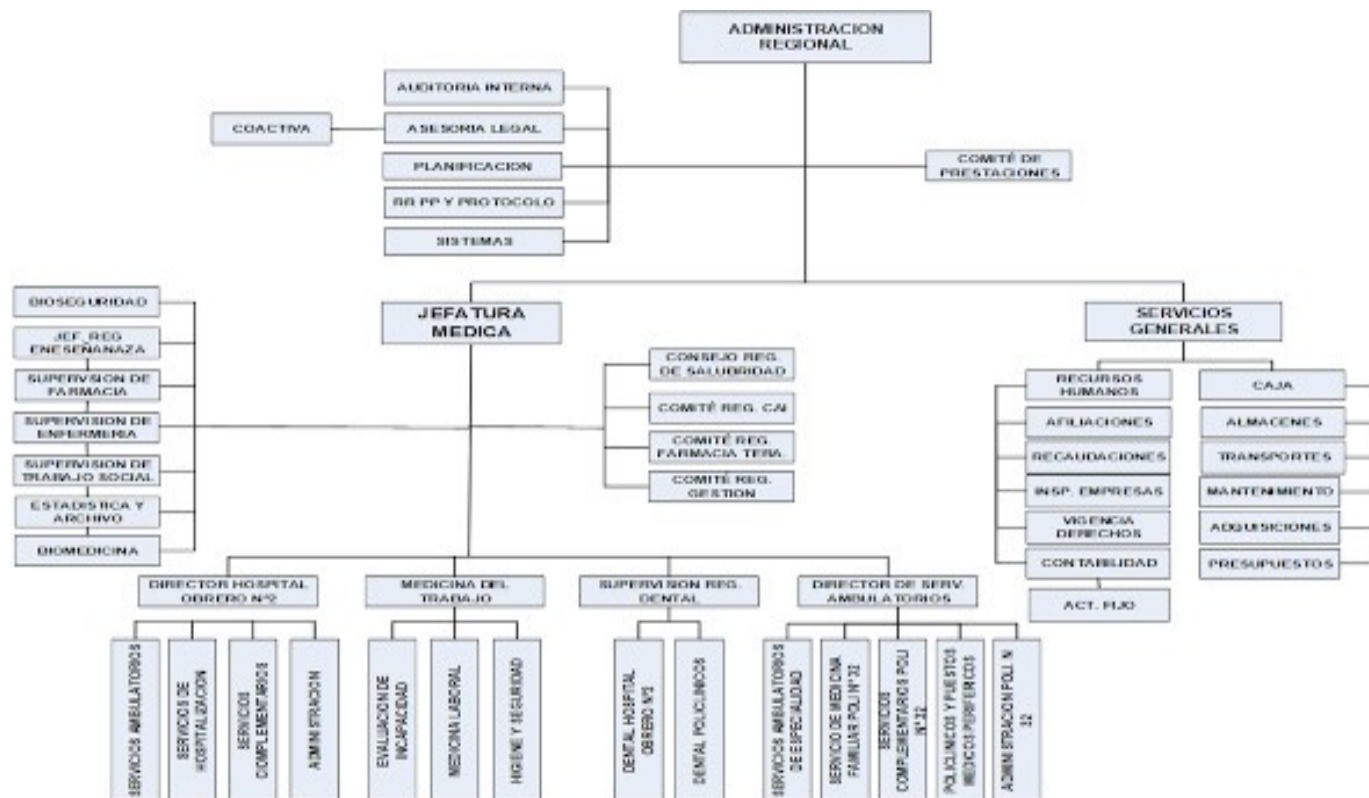 ADMINISTRACION
REGIONAL
AUDITORIA INTERNA
COACTIVA
ASESORIA LEGAL
PLANIFICACION
COMITÉ DE
PRESTACIONES
RR PP Y PROTOCOLO
SISTEMAS
JEFATURA
MEDICA
SERVICIOS
GENERALES
BIOSEGURIDAD
JEF. REG
ENESEÑANAZA
SUPERVSION DE
FARMACIA
SUPERVISION DE
ENFERMERIA
SUPERVISION DE
TRABAJO SOCIAL
ESTADISTICA Y
ARCHIVO
BIOMEDICINA
CONSEJO REG.
DE SALUBRIDAD
COMITÉ REG. CAI
COMITÉ REG.
FARMACIA TERA.
COMITÉ REG.
GESTION
RECURSOS
HUMANOS
AFILIACIONES
RECAUDACIONES
INSP. EMPRESAS
VIGENCIA
DERECHOS
CONTABILIDAD
ACT. FIJO
CAJA
ALMACENES
TRANSPORTES
MANTENIMIENTO
ADQUISICIONES
PRESUPUESTOS
DIRECTOR HOSPITAL
OBRERO Nº2
MEDICINA DEL
TRABAJO
SUPERVISION REG.
DENTAL
DIRECTOR DE SERV.
AMBULATORIOS
SERVICIOS AMBULATORIOS
SERVICIOS DE
HOSPITALIZACION
SERVICIOS
COMPLEMENTARIOS
ADMINISTRACION
EVALUACION DE
INCAPACIDAD
MEDICINA LABORAL
HIGIENE Y SEGURIDAD
DENTAL HOSPITAL
OBRERO Nº2
DENTAL POLICLINICOS
SERVICIOS AMBULATORIOS
DE ESPECIALIDAD
SERVICIO DE MEDICINA
FAMILIAR POLI Nº 32
SERVICIOS
COMPLEMENTARIOS POLI
Nº 32
POLICLINICOS Y PUESTOS
MEDICOS PERIFERICOS
ADMINISTRACION POLI. N
32